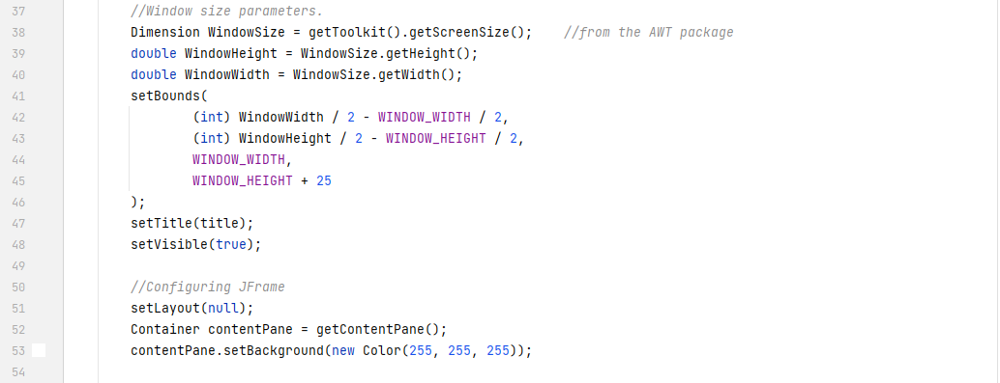 37 //Window size parameters.
38 Dimension WindowSize = getToolkit().getScreenSize();    //from the AWT package
39 double WindowHeight = WindowSize.getHeight();
40 double WindowWidth = WindowSize.getWidth();
41 setBounds(
42         (int) WindowWidth / 2 - WINDOW_WIDTH / 2,
43         (int) WindowHeight / 2 - WINDOW_HEIGHT / 2,
44         WINDOW_WIDTH,
45         WINDOW_HEIGHT + 25
46 );
47 setTitle(title);
48 setVisible(true);
49
50 //Configuring JFrame
51 setLayout(null);
52 Container contentPane = getContentPane();
53 contentPane.setBackground(new Color(255, 255, 255));
54